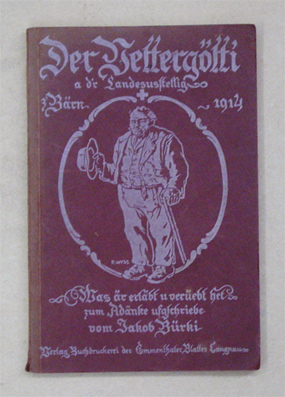 Der Vettergötti
a d'r Landesusstellig
Bärn 1914
Was är erläbt u verüebt het
zum Adänke ufgschriebe
vom Jakob Bürki
Verlag Buchdruckerei des Emmenthaler Blattes Langnau